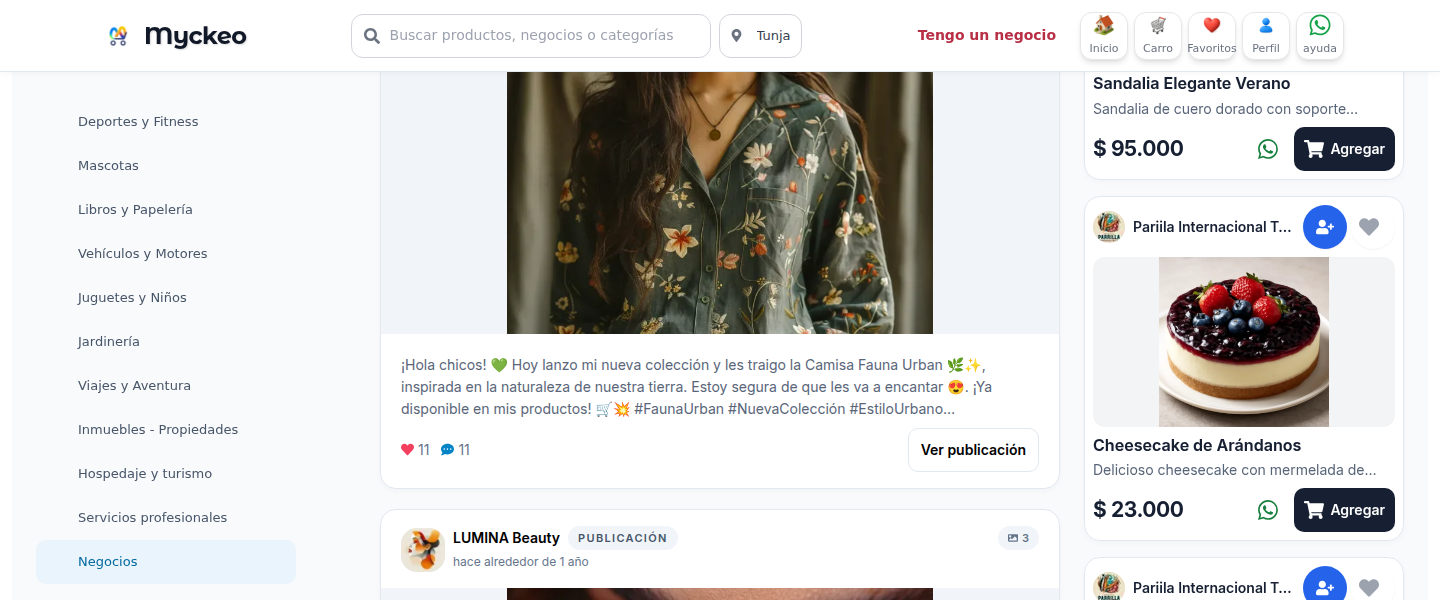 Myckeo
Buscar productos, negocios o categorías
Tunja
Tengo un negocio
Inicio
Carro
Favoritos
Perfil
ayuda
Deportes y Fitness
Mascotas
Libros y Papelería
Vehículos y Motores
Juguetes y Niños
Jardinería
Viajes y Aventura
Inmuebles - Propiedades
Hospedaje y turismo
Servicios profesionales
Negocios
¡Hola chicos! 💚 Hoy lanzo mi nueva colección y les traigo la Camisa Fauna Urban 🌿✨,
inspirada en la naturaleza de nuestra tierra. Estoy segura de que les va a encantar 😍. ¡Ya
disponible en mis productos! 🛒💥 #FaunaUrban #NuevaColección #EstiloUrbano...
11 11
Ver publicación
LUMINA Beauty PUBLICACIÓN
3
hace alrededor de 1 año
Sandalia Elegante Verano
Sandalia de cuero dorado con soporte...
$ 95.000
Agregar
Pariila Internacional T...
PARRILLA
Cheesecake de Arándanos
Delicioso cheesecake con mermelada de...
$ 23.000
Agregar
Pariila Internacional T...
PARRILLA